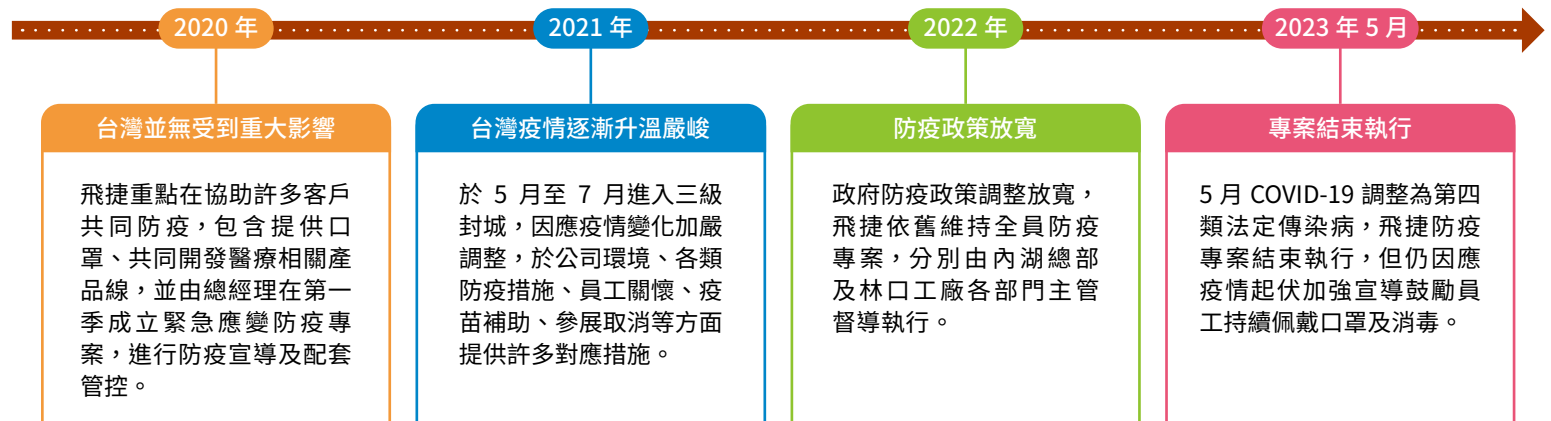 2020 年
2021 年
2022 年
2023 年 5 月
台灣並無受到重大影響
飛捷重點在協助許多客戶
共同防疫，包含提供口
罩、共同開發醫療相關產
品線，並由總經理在第一
季成立緊急應變防疫專
案，進行防疫宣導及配套
管控。
台灣疫情逐漸升溫嚴峻
於 5 月至 7 月進入三級
封城，因應疫情變化加嚴
調整，於公司環境、各類
防疫措施、員工關懷、疫
苗補助、參展取消等方面
提供許多對應措施。
防疫政策放寬
政府防疫政策調整放寬，
飛捷依舊維持全員防疫
專案，分別由內湖總部
及林口工廠各部門主管
督導執行。
專案結束執行
5 月 COVID-19 調整為第四
類法定傳染病，飛捷防疫
專案結束執行，但仍因應
疫情起伏加強宣導鼓勵員
工持續佩戴口罩及消毒。